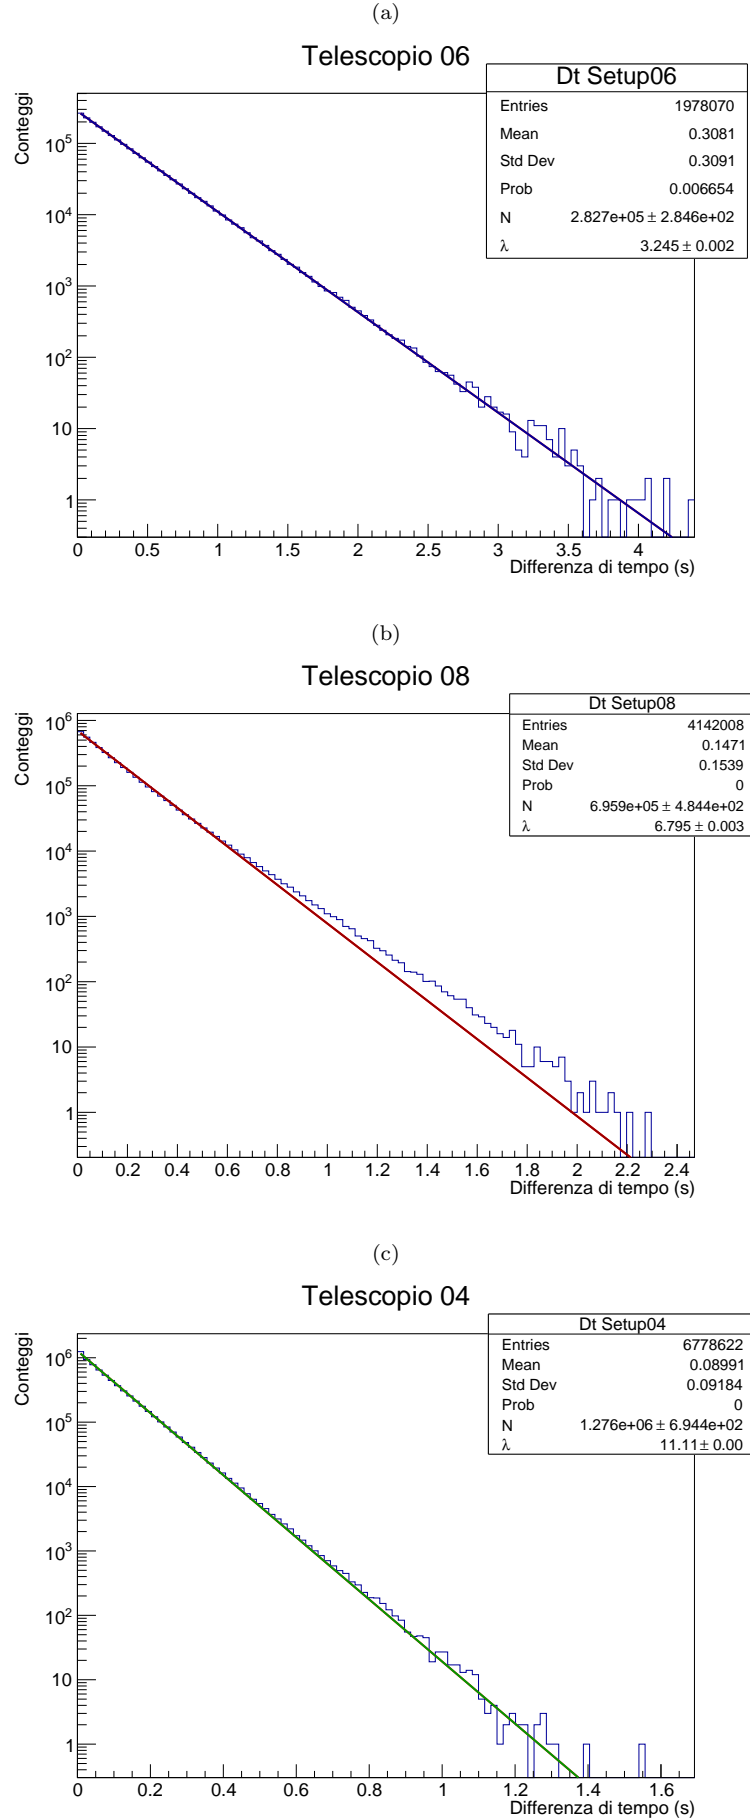 (a)
Telescopio 06
Dt Setup06
Entries 1978070
Mean 0.3081
Std Dev 0.3091
Prob 0.006654
N 2.827e+05 ± 2.846e+02
λ 3.245 ± 0.002
Conteggi
10^5
10^4
10^3
10^2
10
1
0 0.5 1 1.5 2 2.5 3 3.5 4
Differenza di tempo (s)
(b)
Telescopio 08
Dt Setup08
Entries 4142008
Mean 0.1471
Std Dev 0.1539
Prob 0
N 6.959e+05 ± 4.844e+02
λ 6.795 ± 0.003
Conteggi
10^6
10^5
10^4
10^3
10^2
10
1
0 0.2 0.4 0.6 0.8 1 1.2 1.4 1.6 1.8 2 2.2 2.4
Differenza di tempo (s)
(c)
Telescopio 04
Dt Setup04
Entries 6778622
Mean 0.08991
Std Dev 0.09184
Prob 0
N 1.276e+06 ± 6.944e+02
λ 11.11 ± 0.00
Conteggi
10^6
10^5
10^4
10^3
10^2
10
1
0 0.2 0.4 0.6 0.8 1 1.2 1.4 1.6
Differenza di tempo (s)